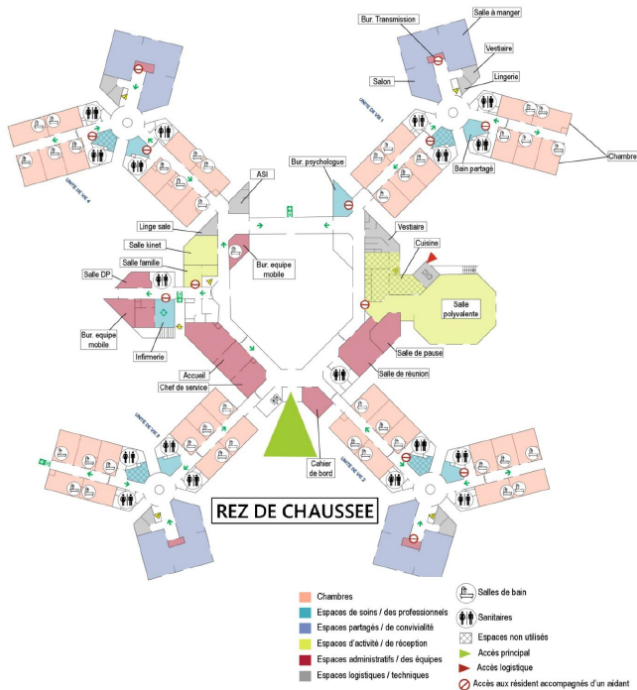 Bur. Transmission
Salle à manger
Vestiaire
Lingerie
Salon
UNITE DE VIE 1
Chambre
Bain partagé
UNITE DE VIE 4
ASI
Bur. psychologue
Linge sale
Vestiaire
Salle kinet
Cuisine
Salle famille
Bur. equipe
mobile
Salle DP
Salle
polyvalente
Bur. equipe
mobile
Infirmerie
Salle de pause
Accueil
Salle de réunion
Chef de service
Cahier
de bord
UNITE DE VIE 3
UNITE DE VIE 2
REZ DE CHAUSSEE
Chambres
Espaces de soins / des professionnels
Espaces partagés / de convivialité
Espaces d'activité / de réception
Espaces administratifs / des équipes
Espaces logistiques / techniques
Salles de bain
Sanitaires
Espaces non utilisés
Accès principal
Accès logistique
Accès aux résident accompagnés d'un aidant